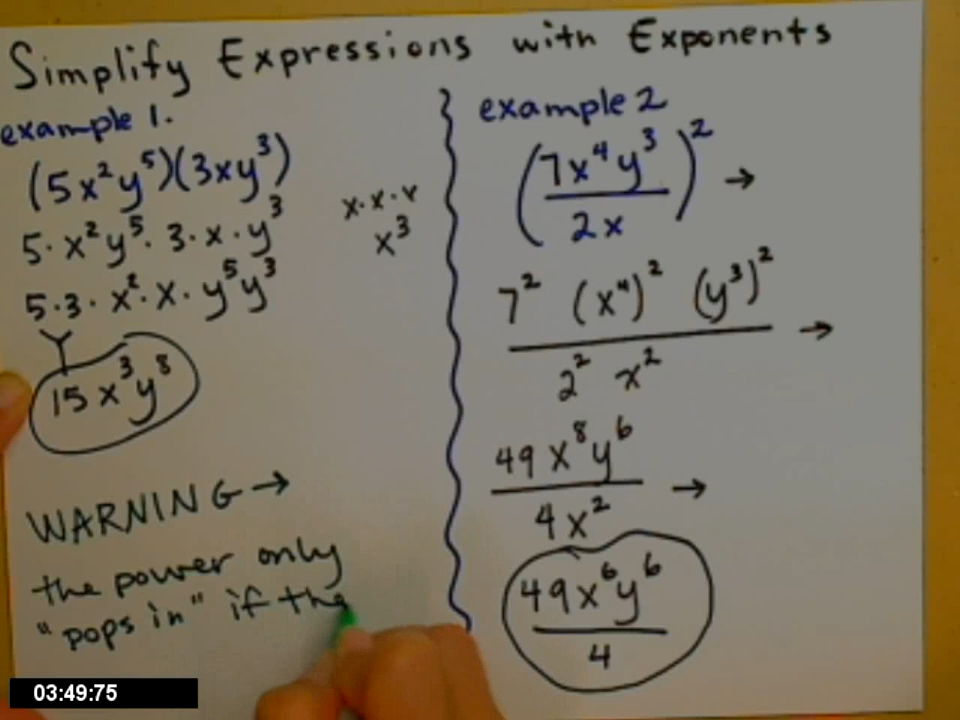 Simplify Expressions with Exponents
example 1.
(5x²y⁵)(3xy³)
5·x²y⁵·3·x·y³
5·3·x²·x·y⁵y³
15x³y⁸
x·x·x
x³
WARNING →
the power only
"pops in" if the
example 2
(7x⁴y³/2x)² →
7² (x⁴)² (y³)²
2² x² →
49x⁸y⁶
4x² →
49x⁶y⁶
4
03:49:75